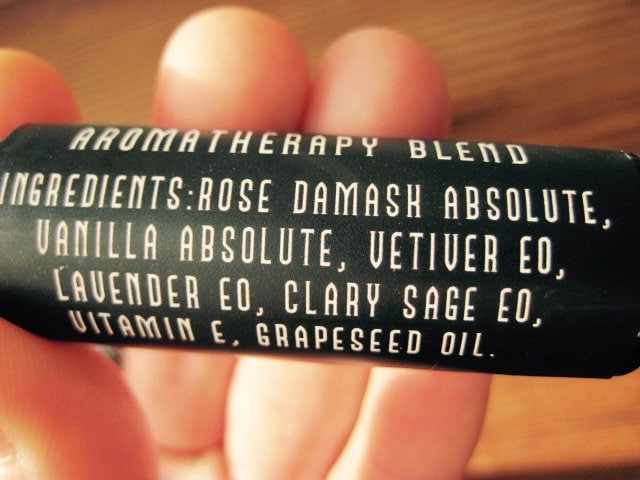 AROMATHERAPY BLEND
INGREDIENTS:ROSE DAMASK ABSOLUTE,
VANILLA ABSOLUTE, VETIVER EO,
LAVENDER EO, CLARY SAGE EO,
VITAMIN E, GRAPESEED OIL.